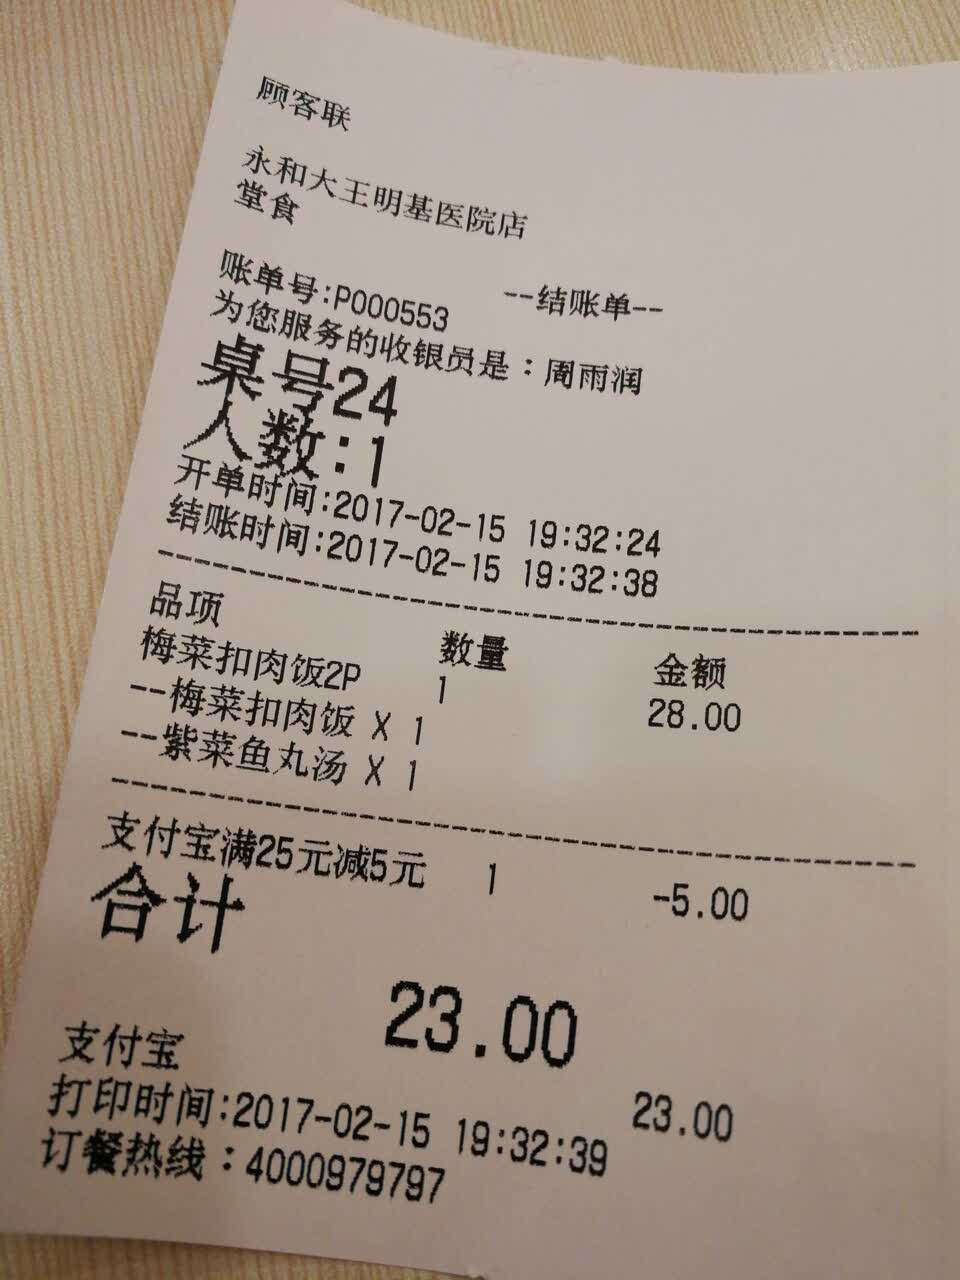 顾客联
永和大王明基医院店
堂食
--结账单--
账单号:P000553
为您服务的收银员是：周雨润
桌号24
人数:1
开单时间:2017-02-15 19:32:24
结账时间:2017-02-15 19:32:38
品项 数量 金额
梅菜扣肉饭2P 1 28.00
--梅菜扣肉饭 X 1
--紫菜鱼丸汤 X 1
支付宝满25元减5元 1 -5.00
合计
23.00
支付宝 23.00
打印时间:2017-02-15 19:32:39
订餐热线：4000979797